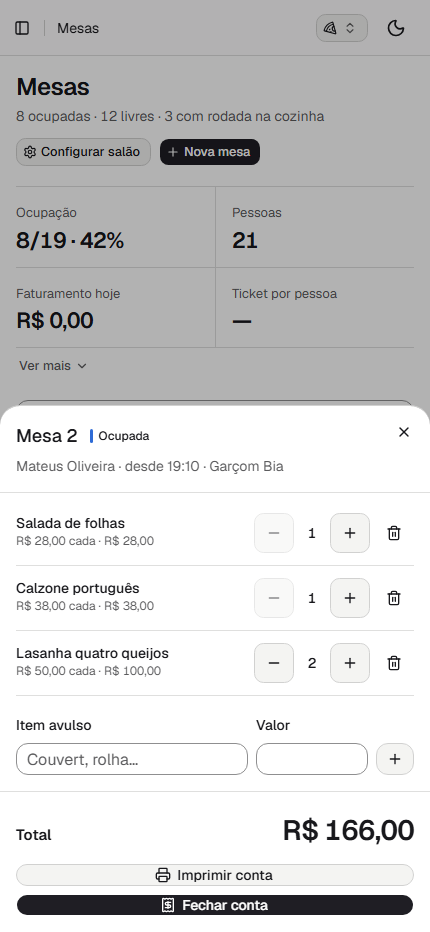 Mesas
Mesas
8 ocupadas · 12 livres · 3 com rodada na cozinha
Configurar salão
Nova mesa
Ocupação
8/19 · 42%
Pessoas
21
Faturamento hoje
R$ 0,00
Ticket por pessoa
—
Ver mais
Mesa 2
Ocupada
Mateus Oliveira · desde 19:10 · Garçom Bia
Salada de folhas
R$ 28,00 cada · R$ 28,00
1
Calzone português
R$ 38,00 cada · R$ 38,00
1
Lasanha quatro queijos
R$ 50,00 cada · R$ 100,00
2
Item avulso
Valor
Couvert, rolha...
Total
R$ 166,00
Imprimir conta
Fechar conta